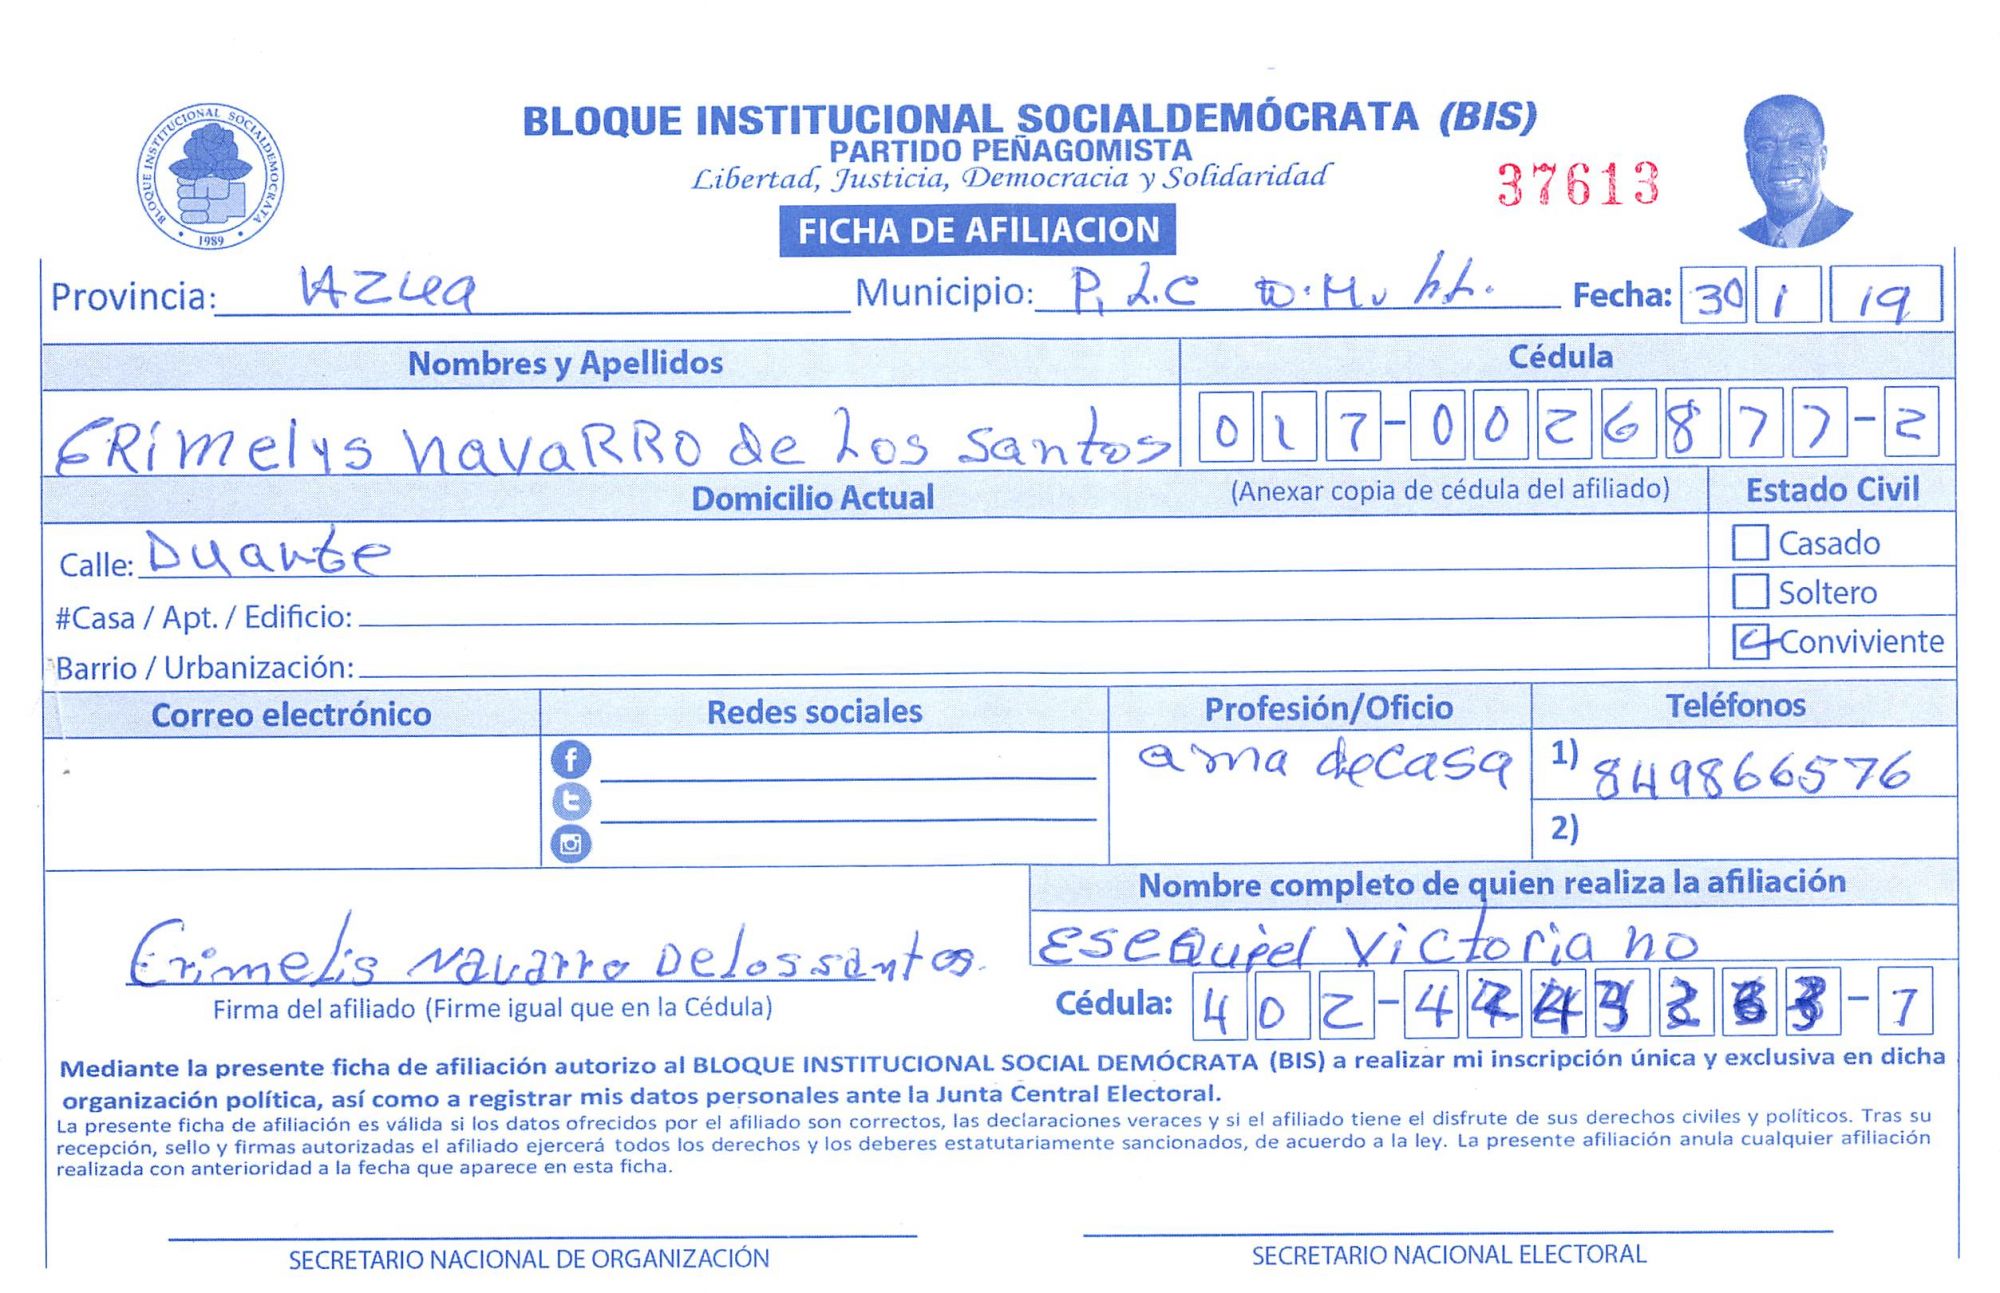 BLOQUE INSTITUCIONAL SOCIALDEMOCRATA
1989
BLOQUE INSTITUCIONAL SOCIALDEMÓCRATA (BIS)
PARTIDO PEÑAGOMISTA
Libertad, Justicia, Democracia y Solidaridad
37613
FICHA DE AFILIACION
Provincia: AZUA Municipio: P. L.C D.M. Fecha: 30 1 19
Nombres y Apellidos Cédula
ERimelys NavaRRO de Los Santos 017-0026877-2
Domicilio Actual (Anexar copia de cédula del afiliado) Estado Civil
Calle: Duarte
Casado
#Casa / Apt. / Edificio:
Soltero
Barrio / Urbanización:
Conviviente
Correo electrónico Redes sociales Profesión/Oficio Teléfonos
ama decasa 1) 8498665576
2)
Nombre completo de quien realiza la afiliación
Erimelis Navarro Delossantos ESEQuiel Victoriano
Firma del afiliado (Firme igual que en la Cédula)
Cédula: 402-4 -7
Mediante la presente ficha de afiliación autorizo al BLOQUE INSTITUCIONAL SOCIAL DEMÓCRATA (BIS) a realizar mi inscripción única y exclusiva en dicha
organización política, así como a registrar mis datos personales ante la Junta Central Electoral.
La presente ficha de afiliación es válida si los datos ofrecidos por el afiliado son correctos, las declaraciones veraces y si el afiliado tiene el disfrute de sus derechos civiles y políticos. Tras su
recepción, sello y firmas autorizadas el afiliado ejercerá todos los derechos y los deberes estatutariamente sancionados, de acuerdo a la ley. La presente afiliación anula cualquier afiliación
realizada con anterioridad a la fecha que aparece en esta ficha.
SECRETARIO NACIONAL DE ORGANIZACIÓN SECRETARIO NACIONAL ELECTORAL